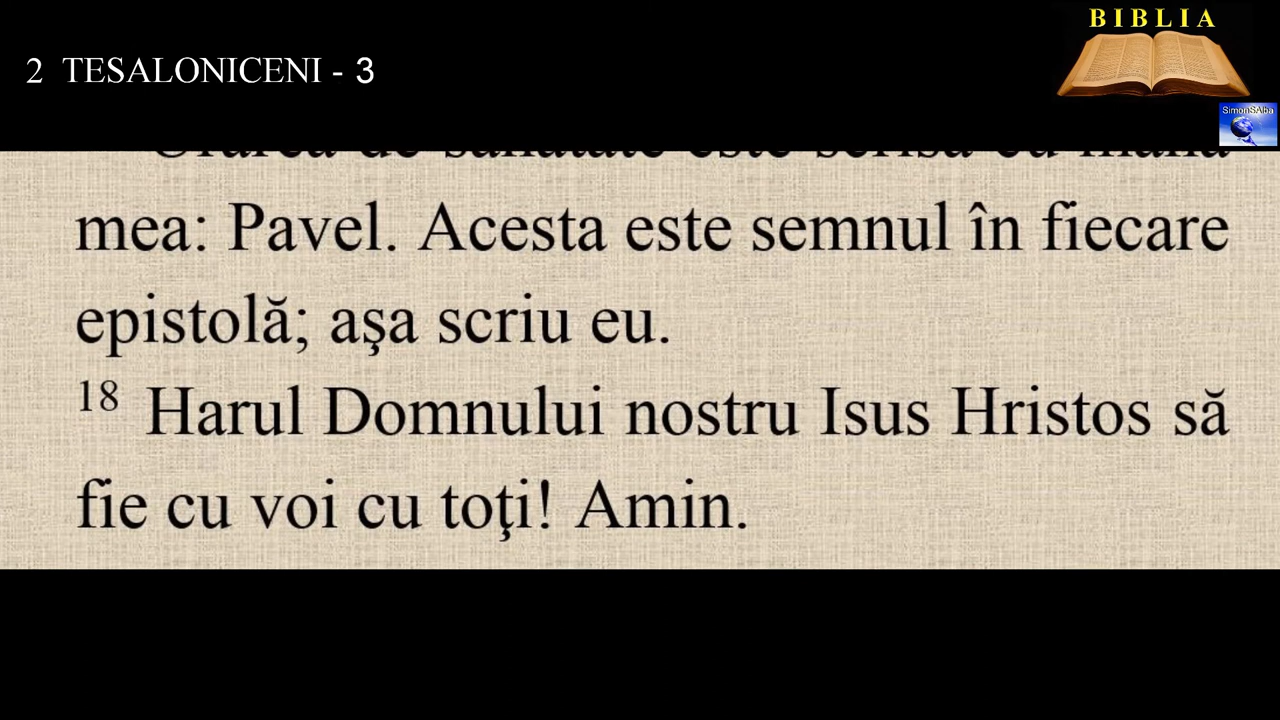 BIBLIA
2 TESALONICENI - 3
SimonSAlba
mea: Pavel. Acesta este semnul în fiecare
epistolă; aşa scriu eu.
18 Harul Domnului nostru Isus Hristos să
fie cu voi cu toţi! Amin.